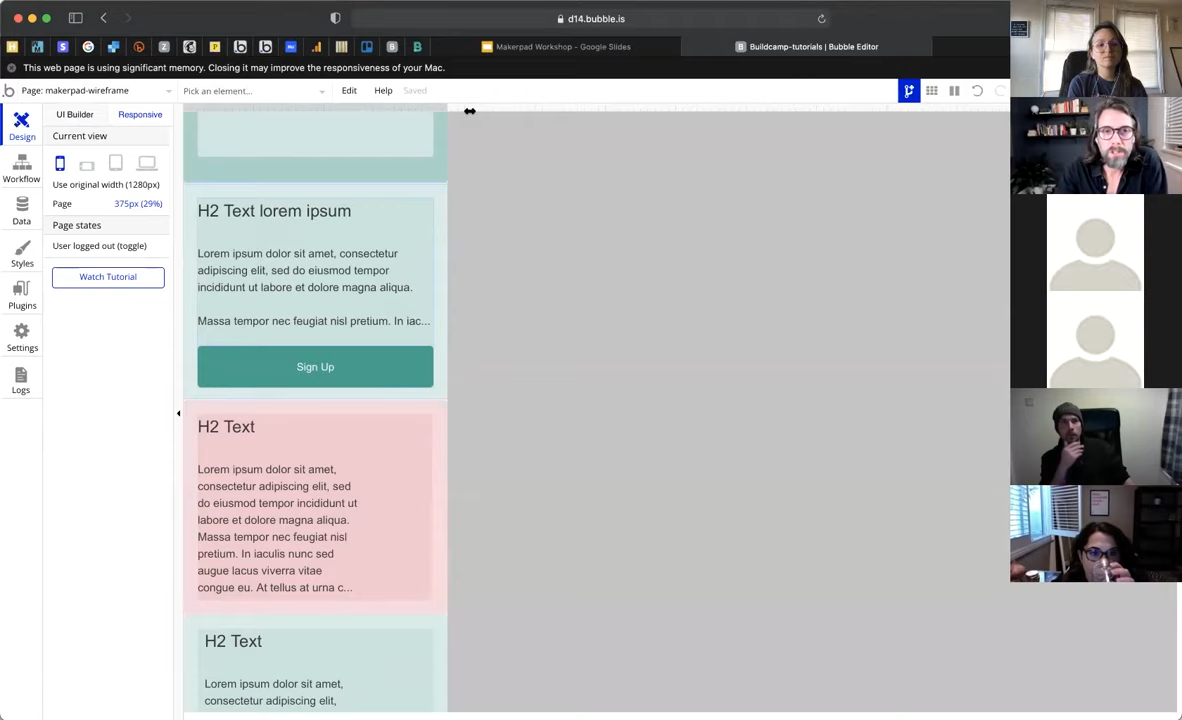 d14.bubble.is
Makerpad Workshop - Google Slides
Buildcamp-tutorials | Bubble Editor
This web page is using significant memory. Closing it may improve the responsiveness of your Mac.
Page: makerpad-wireframe
Pick an element...
Edit
Help
Saved
UI Builder
Responsive
Design
Current view
Use original width (1280px)
Page
375px (29%)
Page states
User logged out (toggle)
Watch Tutorial
Workflow
Data
Styles
Plugins
Settings
Logs
H2 Text lorem ipsum
Lorem ipsum dolor sit amet, consectetur
adipiscing elit, sed do eiusmod tempor
incididunt ut labore et dolore magna aliqua.
Massa tempor nec feugiat nisl pretium. In iac...
Sign Up
H2 Text
Lorem ipsum dolor sit amet,
consectetur adipiscing elit, sed
do eiusmod tempor incididunt ut
labore et dolore magna aliqua.
Massa tempor nec feugiat nisl
pretium. In iaculis nunc sed
augue lacus viverra vitae
congue eu. At tellus at urna c...
H2 Text
Lorem ipsum dolor sit amet,
consectetur adipiscing elit,